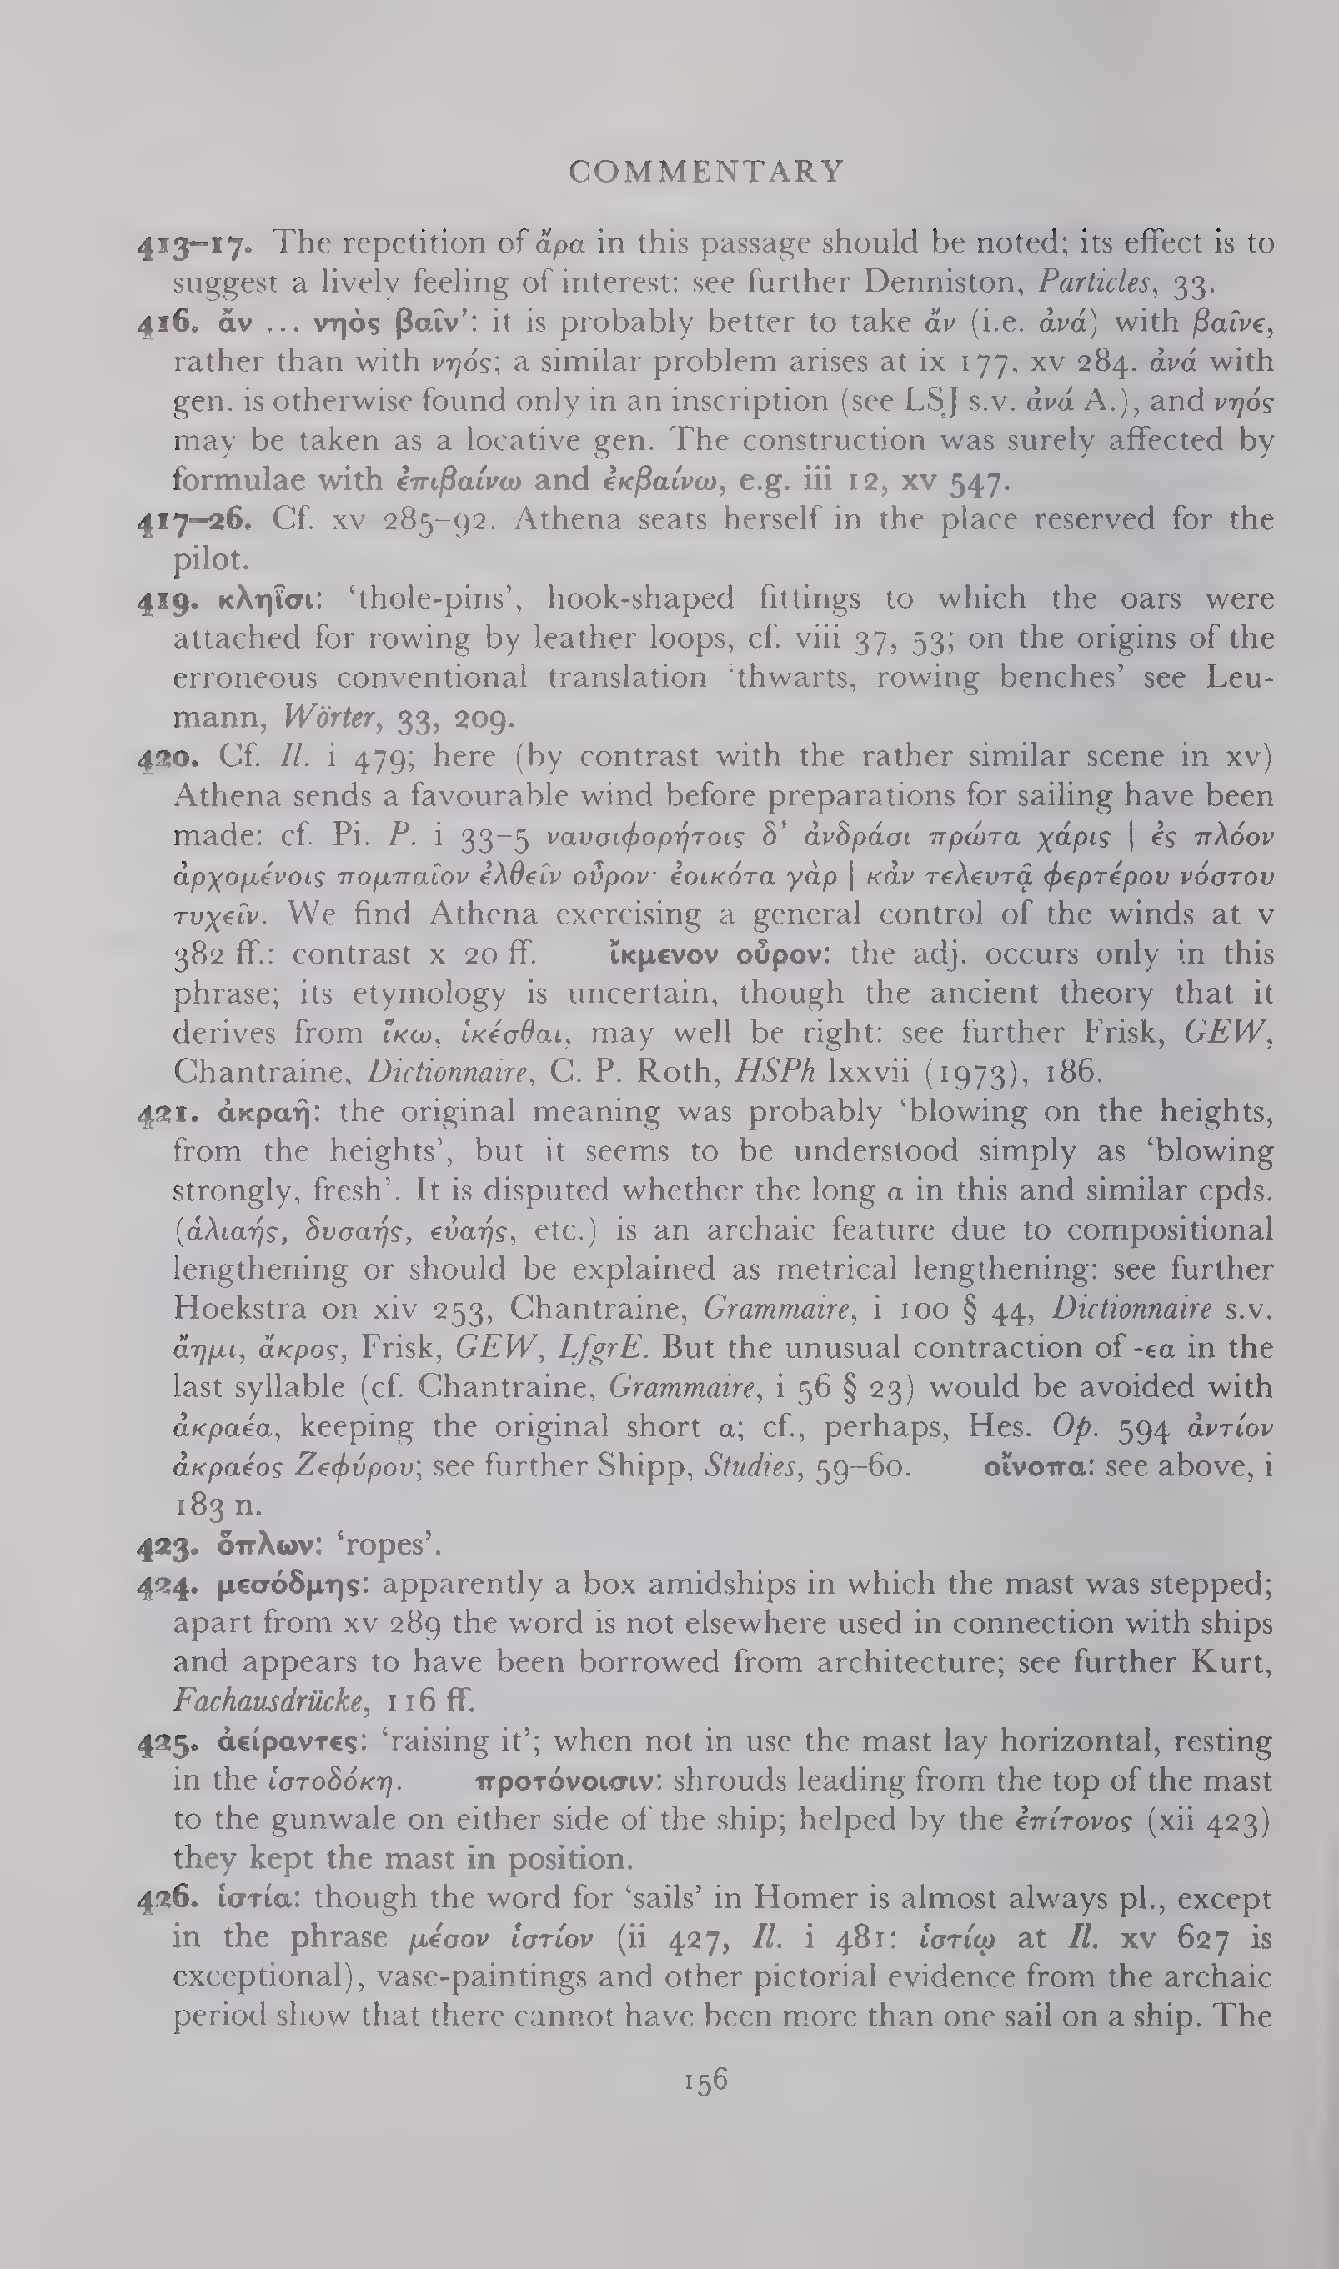 COMMENTARY
413–17. The repetition of ἄρα in this passage should be noted; its effect is to
suggest a lively feeling of interest: see further Denniston, Particles, 33.
416. ἄν ... νηὸς βαῖν’: it is probably better to take ἄν (i.e. ἀνά) with βαῖνε,
rather than with νηός; a similar problem arises at ix 177, xv 284. ἀνά with
gen. is otherwise found only in an inscription (see LSJ s.v. ἀνά A.), and νηός
may be taken as a locative gen. The construction was surely affected by
formulae with ἐπιβαίνω and ἐκβαίνω, e.g. iii 12, xv 547.
417–26. Cf. xv 285–92. Athena seats herself in the place reserved for the
pilot.
419. κληῖσι: ‘thole-pins’, hook-shaped fittings to which the oars were
attached for rowing by leather loops, cf. viii 37, 53; on the origins of the
erroneous conventional translation ‘thwarts, rowing benches’ see Leu-
mann, Wörter, 33, 209.
420. Cf. Il. i 479; here (by contrast with the rather similar scene in xv)
Athena sends a favourable wind before preparations for sailing have been
made: cf. Pi. P. i 33–5 ναυσιφορήτοις δ’ ἀνδράσι πρώτα χάρις | ἐς πλόον
ἀρχομένοις πομπαῖον ἐλθεῖν οὖρον· ἐοικότα γὰρ | κἀν τελευτᾷ φερτέρου νόστου
τυχεῖν. We find Athena exercising a general control of the winds at v
382 ff.: contrast x 20 ff. ἴκμενον οὖρον: the adj. occurs only in this
phrase; its etymology is uncertain, though the ancient theory that it
derives from ἵκω, ἱκέσθαι, may well be right: see further Frisk, GEW,
Chantraine, Dictionnaire, C. P. Roth, HSPh lxxvii (1973), 186.
421. ἀκραῆ: the original meaning was probably ‘blowing on the heights,
from the heights’, but it seems to be understood simply as ‘blowing
strongly, fresh’. It is disputed whether the long α in this and similar cpds.
(ἁλιαής, δυσαής, εὐαής, etc.) is an archaic feature due to compositional
lengthening or should be explained as metrical lengthening: see further
Hoekstra on xiv 253, Chantraine, Grammaire, i 100 § 44, Dictionnaire s.v.
ἄημι, ἄκρος, Frisk, GEW, LfgrE. But the unusual contraction of -εα in the
last syllable (cf. Chantraine, Grammaire, i 56 § 23) would be avoided with
ἀκραέα, keeping the original short α; cf., perhaps, Hes. Op. 594 ἀντίον
ἀκραέος Ζεφύρου; see further Shipp, Studies, 59–60. οἴνοπα: see above, i
183 n.
423. ὅπλων: ‘ropes’.
424. μεσόδμης: apparently a box amidships in which the mast was stepped;
apart from xv 289 the word is not elsewhere used in connection with ships
and appears to have been borrowed from architecture; see further Kurt,
Fachausdrücke, 116 ff.
425. ἀείραντες: ‘raising it’; when not in use the mast lay horizontal, resting
in the ἱστοδόκη. προτόνοισιν: shrouds leading from the top of the mast
to the gunwale on either side of the ship; helped by the ἐπίτονος (xii 423)
they kept the mast in position.
426. ἱστία: though the word for ‘sails’ in Homer is almost always pl., except
in the phrase μέσον ἱστίον (ii 427, Il. i 481: ἱστίῳ at Il. xv 627 is
exceptional), vase-paintings and other pictorial evidence from the archaic
period show that there cannot have been more than one sail on a ship. The
156